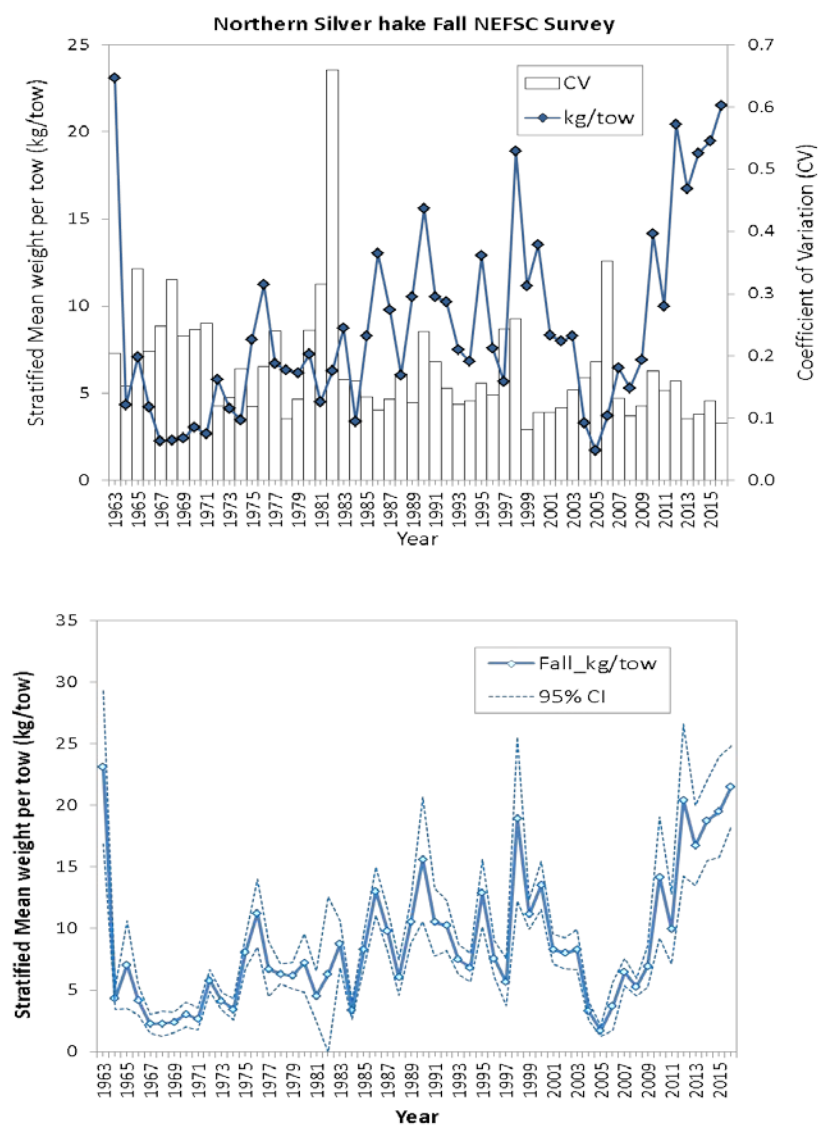 Northern Silver hake Fall NEFSC Survey
Stratified Mean weight per tow (kg/tow)
25
20
15
10
5
0
CV
kg/tow
0.7
0.6
0.5
0.4
0.3
0.2
0.1
0.0
Coefficient of Variation (CV)
1963 1965 1967 1969 1971 1973 1975 1977 1979 1981 1983 1985 1987 1989 1991 1993 1995 1997 1999 2001 2003 2005 2007 2009 2011 2013 2015
Year
Stratified Mean weight per tow (kg/tow)
35
30
25
20
15
10
5
0
Fall_kg/tow
95% CI
1963 1965 1967 1969 1971 1973 1975 1977 1979 1981 1983 1985 1987 1989 1991 1993 1995 1997 1999 2001 2003 2005 2007 2009 2011 2013 2015
Year